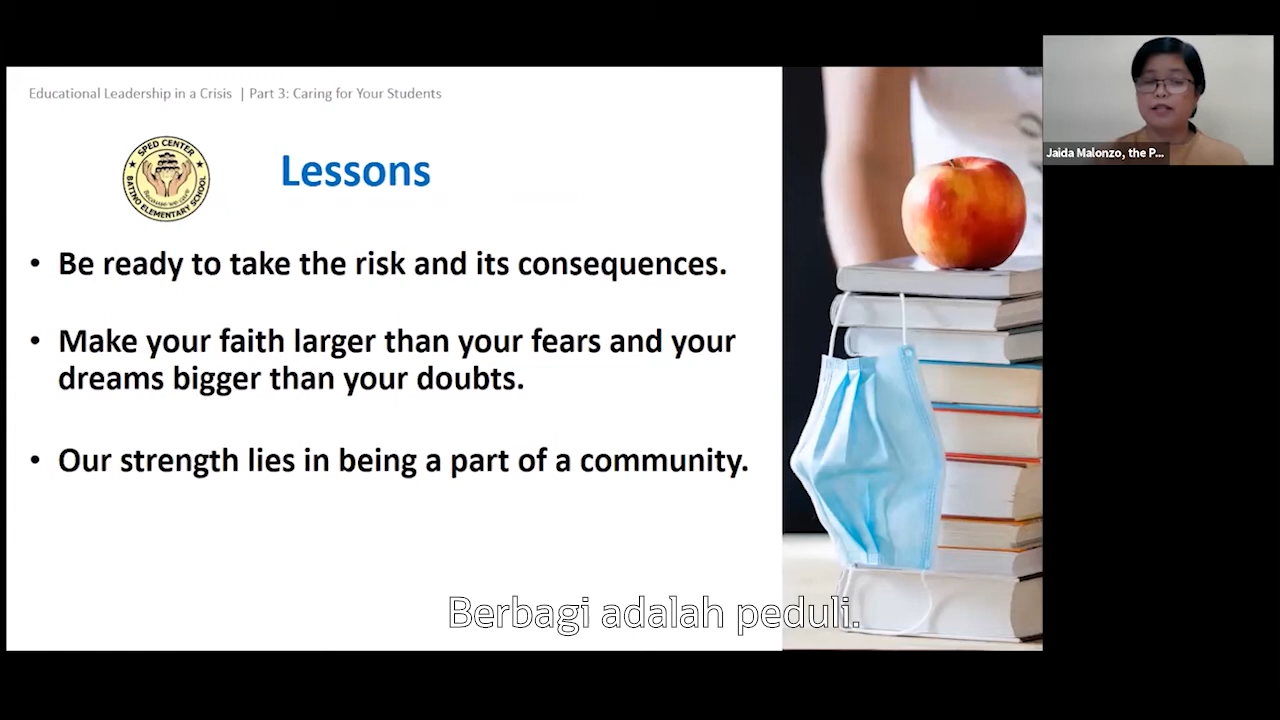 Educational Leadership in a Crisis | Part 3: Caring for Your Students
SPED CENTER
BATINO ELEMENTARY SCHOOL
Lessons
• Be ready to take the risk and its consequences.
• Make your faith larger than your fears and your
dreams bigger than your doubts.
• Our strength lies in being a part of a community.
Jaida Malonzo, the P...
Berbagi adalah peduli.